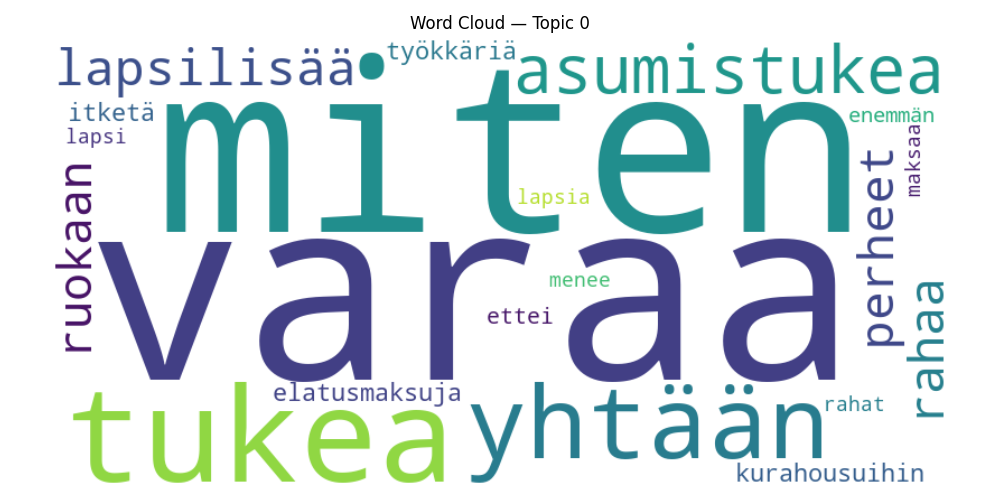 Word Cloud — Topic 0
lapsilisää
työkkäriä
asumistukea
itketä
miten
enemmän
lapsi
maksaa
ruokaan
lapsia
perheet
varaa
menee
ettei
rahaa
elatusmaksuja
tukea
yhtään
rahat
kurahousuihin